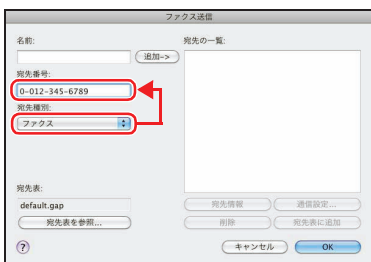 ファクス送信
名前:
追加->
宛先番号:
0-012-345-6789
宛先種別:
ファクス
宛先表:
default.gap
宛先表を参照...
宛先の一覧:
宛先情報
通信設定...
削除
宛先表に追加
?
キャンセル
OK